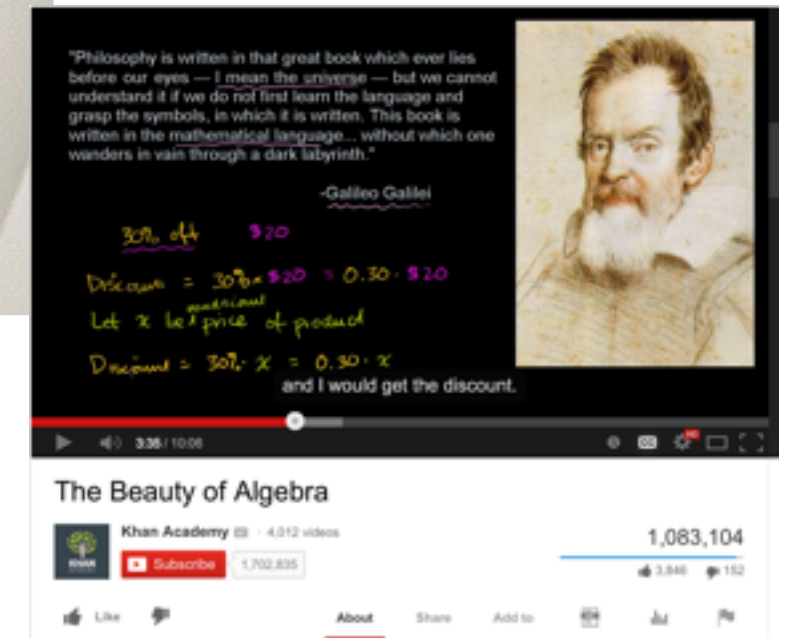 "Philosophy is written in that great book which ever lies
before our eyes — I mean the universe — but we cannot
understand it if we do not first learn the language and
grasp the symbols, in which it is written. This book is
written in the mathematical language... without which one
wanders in vain through a dark labyrinth."
-Galileo Galilei
30% off $20
Discount = 30% × $20 = 0.30 · $20
Let x be price of product
Discount = 30% · x = 0.30 · x
and I would get the discount.
3:35 / 10:06
CC HD
The Beauty of Algebra
Khan Academy · 4,012 videos
1,083,104
KHAN
Subscribe 1,702,835
3,846 152
Like About Share Add to